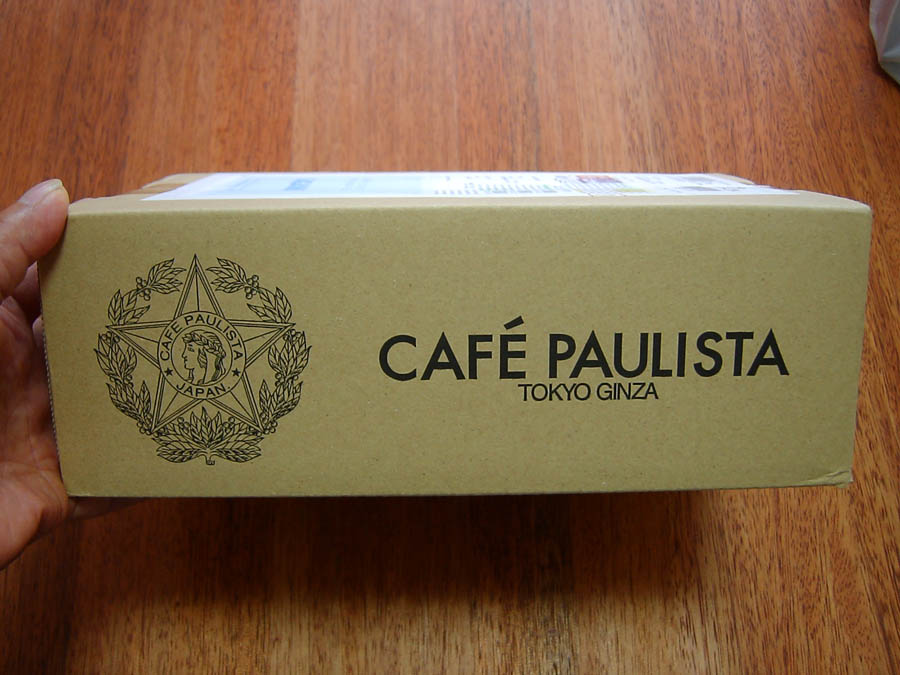 CAFE PAULISTA
JAPAN.
CAFÉ PAULISTA
TOKYO GINZA